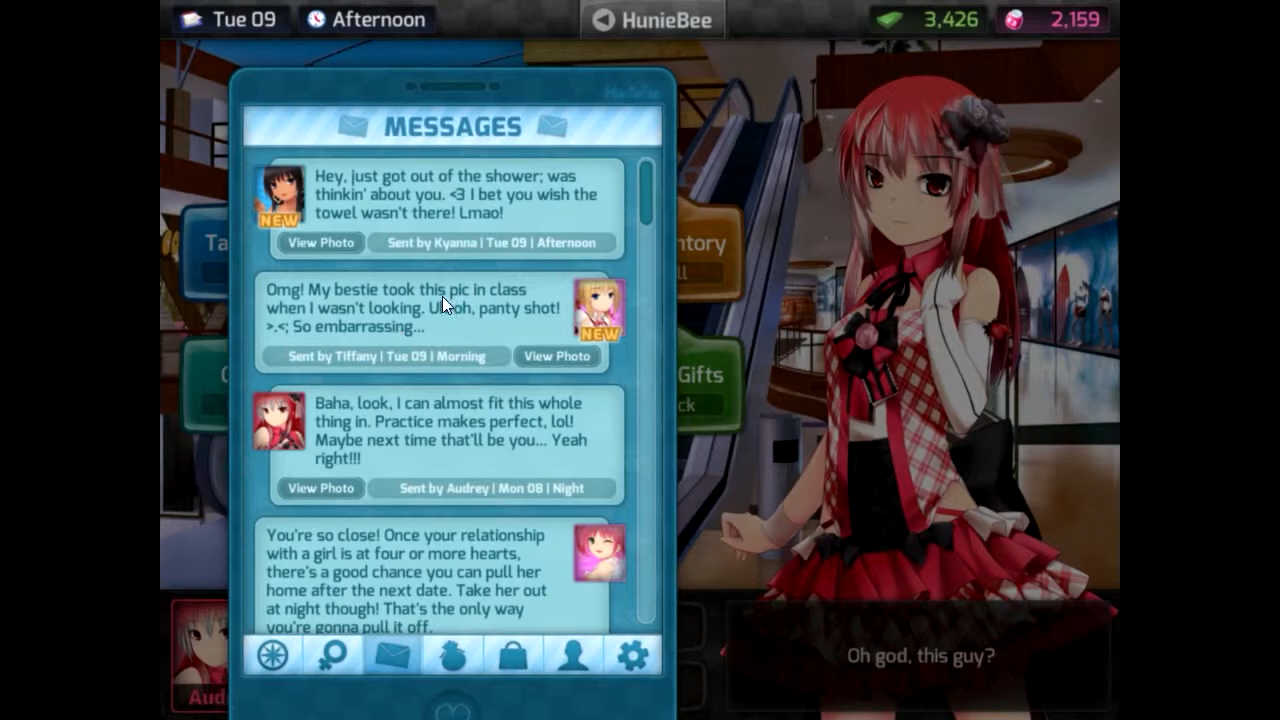 Tue 09
Afternoon
HunieBee
3,426
2,159
MESSAGES
Hey, just got out of the shower; was
thinkin' about you. <3 I bet you wish the
towel wasn't there! Lmao!
NEW
View Photo
Sent by Kyanna | Tue 09 | Afternoon
Omg! My bestie took this pic in class
when I wasn't looking. oh, panty shot!
>.<; So embarrassing...
NEW
Sent by Tiffany | Tue 09 | Morning
View Photo
Baha, look, I can almost fit this whole
thing in. Practice makes perfect, lol!
Maybe next time that'll be you... Yeah
right!!!
View Photo
Sent by Audrey | Mon 08 | Night
You're so close! Once your relationship
with a girl is at four or more hearts,
there's a good chance you can pull her
home after the next date. Take her out
at night though! That's the only way
you're gonna pull it off.
Ta
ntory
ll
Gifts
ck
Aud
Oh god, this guy?